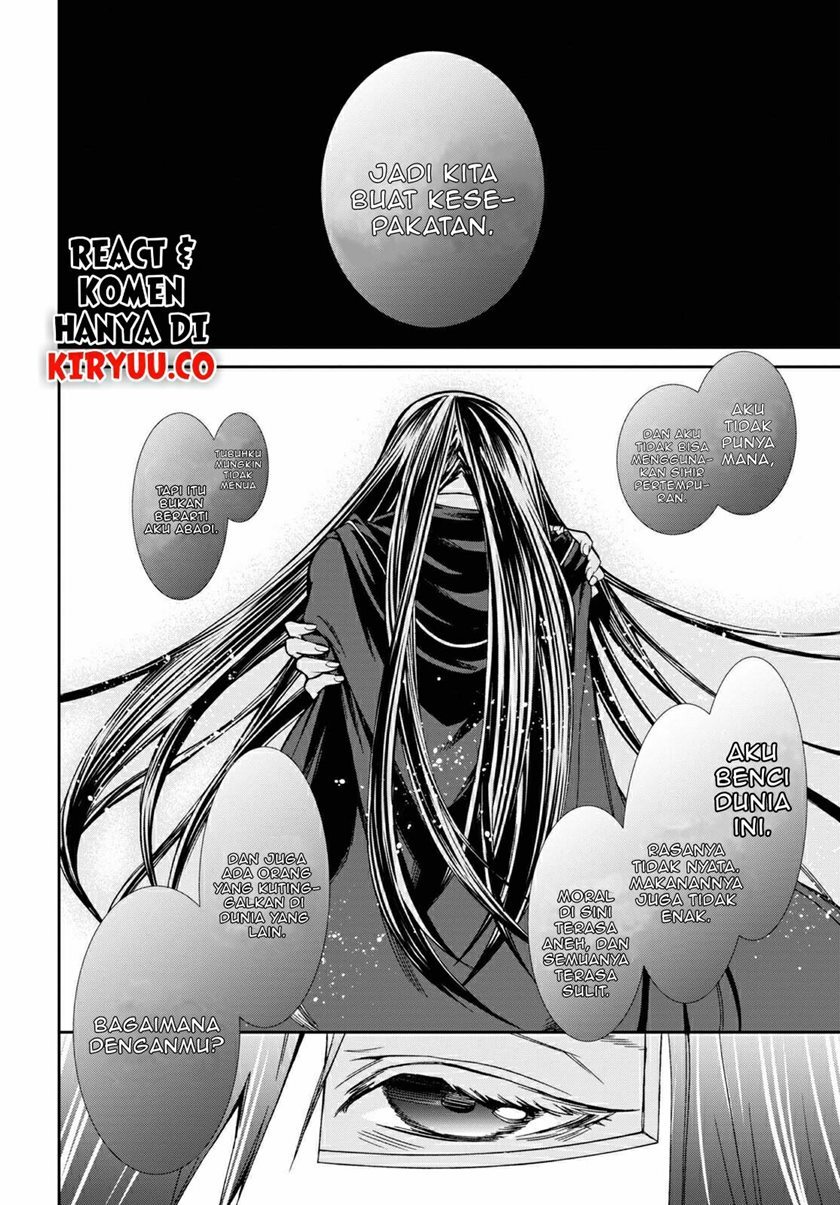 JADI KITA
BUAT KESE-
PAKATAN.
REACT &
KOMEN
HANYA DI
KIRYUU.CO
AKU
TIDAK
PUNYA
MANA,
DAN AKU
TIDAK BISA
MENGGUNA-
KAN SIHIR
PERTEMPU-
RAN.
TUBUHKU
MUNGKIN
TIDAK
MENUA
TAPI ITU
BUKAN
BERARTI
AKU ABADI.
AKU
BENCI
DUNIA
INI.
RASANYA
TIDAK NYATA.
MAKANANNYA
JUGA TIDAK
ENAK.
MORAL
DI SINI
TERASA
ANEH, DAN
SEMUANYA
TERASA
SULIT.
DAN JUGA
ADA ORANG
YANG KUTING-
GALKAN DI
DUNIA YANG
LAIN.
BAGAIMANA
DENGANMU?